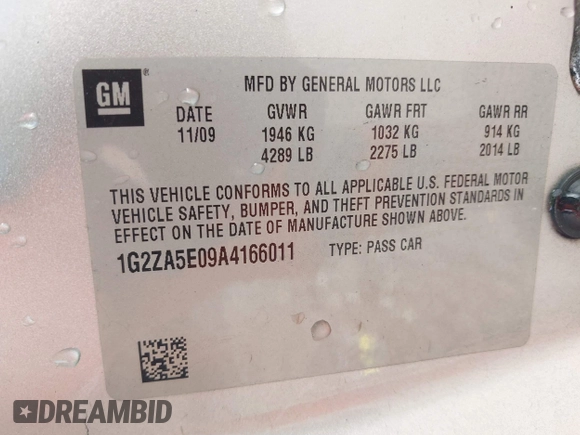 GM®
MFD BY GENERAL MOTORS LLC
DATE GVWR GAWR FRT GAWR RR
11/09 1946 KG 1032 KG 914 KG
4289 LB 2275 LB 2014 LB
THIS VEHICLE CONFORMS TO ALL APPLICABLE U.S. FEDERAL MOTOR
VEHICLE SAFETY, BUMPER, AND THEFT PREVENTION STANDARDS IN
EFFECT ON THE DATE OF MANUFACTURE SHOWN ABOVE.
1G2ZA5E09A4166011 TYPE: PASS CAR
DREAMBID